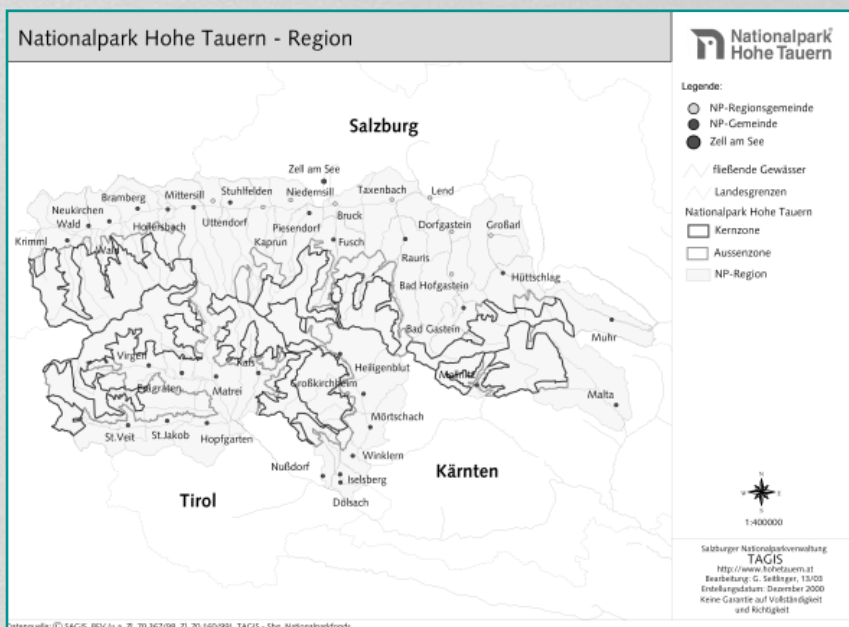 Nationalpark Hohe Tauern - Region
Nationalpark
Hohe Tauern
Legende:
NP-Regionsgemeinde
NP-Gemeinde
Zell am See
fließende Gewässer
Landesgrenzen
Nationalpark Hohe Tauern
Kernzone
Aussenzone
NP-Region
Salzburg
Zell am See
Bramberg
Mittersill
Stuhlfelden
Niedernsill
Taxenbach
Lend
Neukirchen
Wald
Hollersbach
Uttendorf
Piesendorf
Bruck
Dorfgastein
Großarl
Krimml
Wald
Kaprun
Fusch
Rauris
Bad Hofgastein
Hüttschlag
Bad Gastein
Muhr
Virgen
Kals
Heiligenblut
Mallnitz
Prägraten
Matrei
Großkirchheim
Malta
St.Veit
St.Jakob
Hopfgarten
Mörtschach
Winklern
Nußdorf
Iselsberg
Kärnten
Tirol
Dölsach
N
W
E
S
1:400000
Salzburger Nationalparkverwaltung
TAGIS
http://www.hohetauern.at
Bearbeitung: G. Seitlinger, 13/03
Erstellungsdatum: Dezember 2000
Keine Garantie auf Vollständigkeit
und Richtigkeit